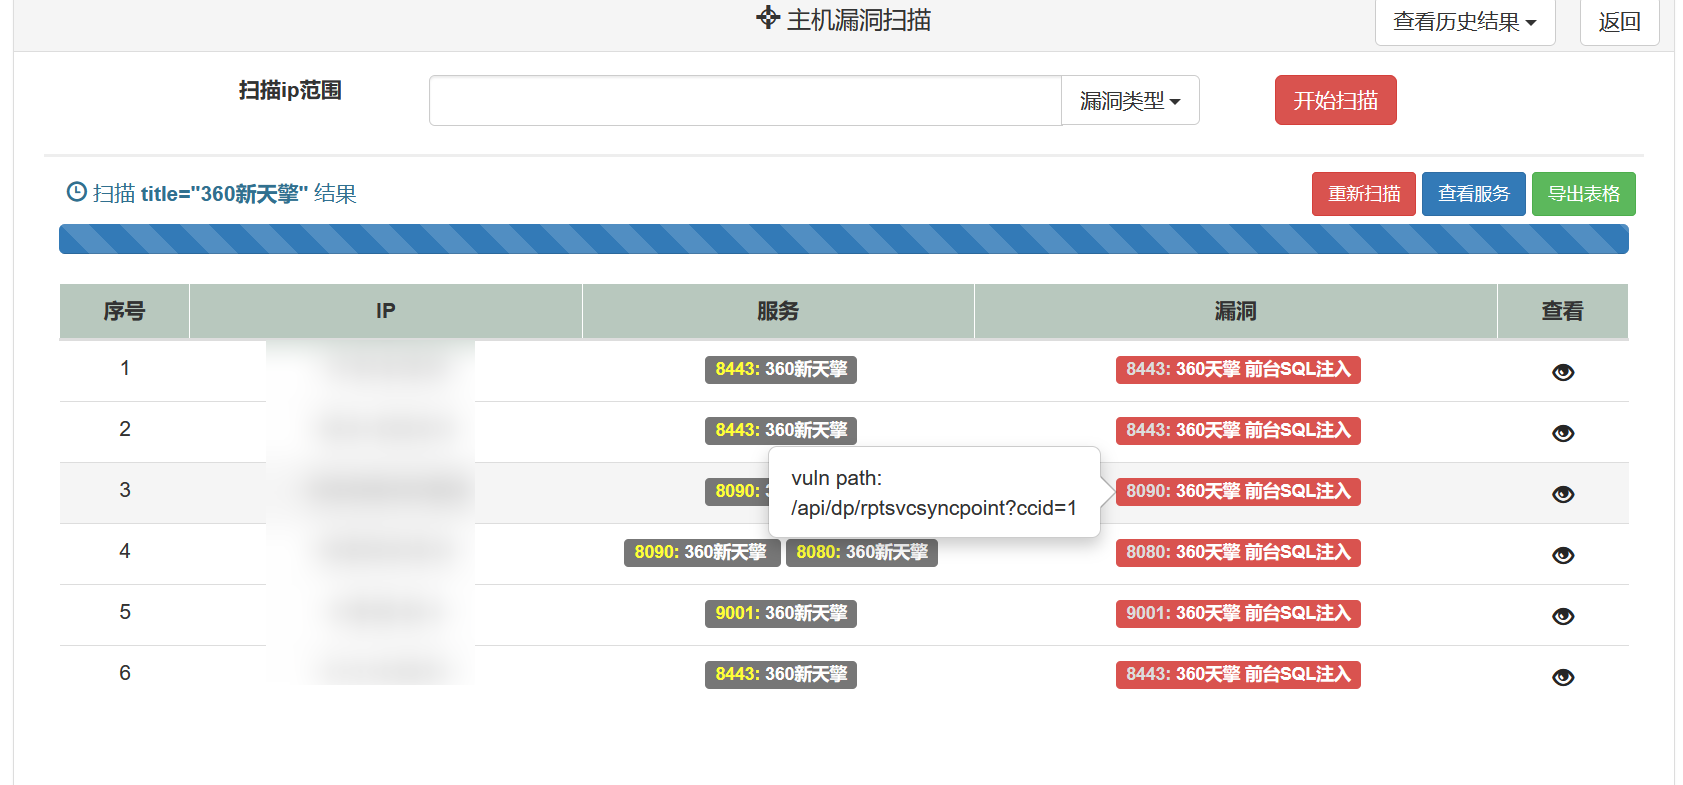 主机漏洞扫描
查看历史结果
返回
扫描ip范围
漏洞类型
开始扫描
扫描 title="360新天擎" 结果
重新扫描
查看服务
导出表格
序号 IP 服务 漏洞 查看
1 8443: 360新天擎 8443: 360天擎 前台SQL注入
2 8443: 360新天擎 8443: 360天擎 前台SQL注入
3 8090: 8090: 360天擎 前台SQL注入
vuln path:
/api/dp/rptsvcsyncpoint?ccid=1
4 8090: 360新天擎 8080: 360新天擎 8080: 360天擎 前台SQL注入
5 9001: 360新天擎 9001: 360天擎 前台SQL注入
6 8443: 360新天擎 8443: 360天擎 前台SQL注入